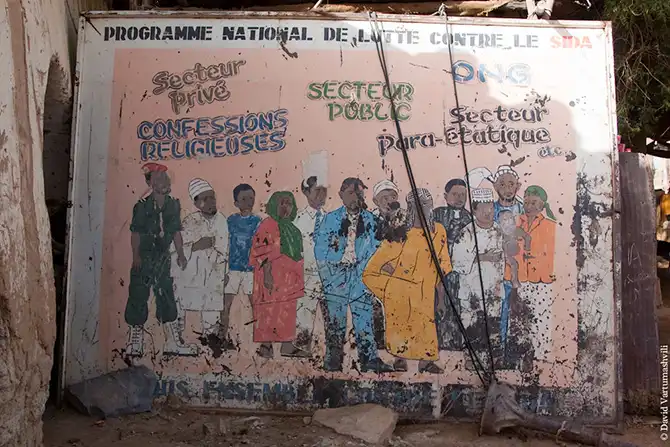 PROGRAMME NATIONAL DE LUTTE CONTRE LE SIDA
Secteur
Privé
SECTEUR
PUBLIC
ONG
CONFESSIONS
RELIGIEUSES
Secteur
Para-étatique
etc...
© David Vartumashvili